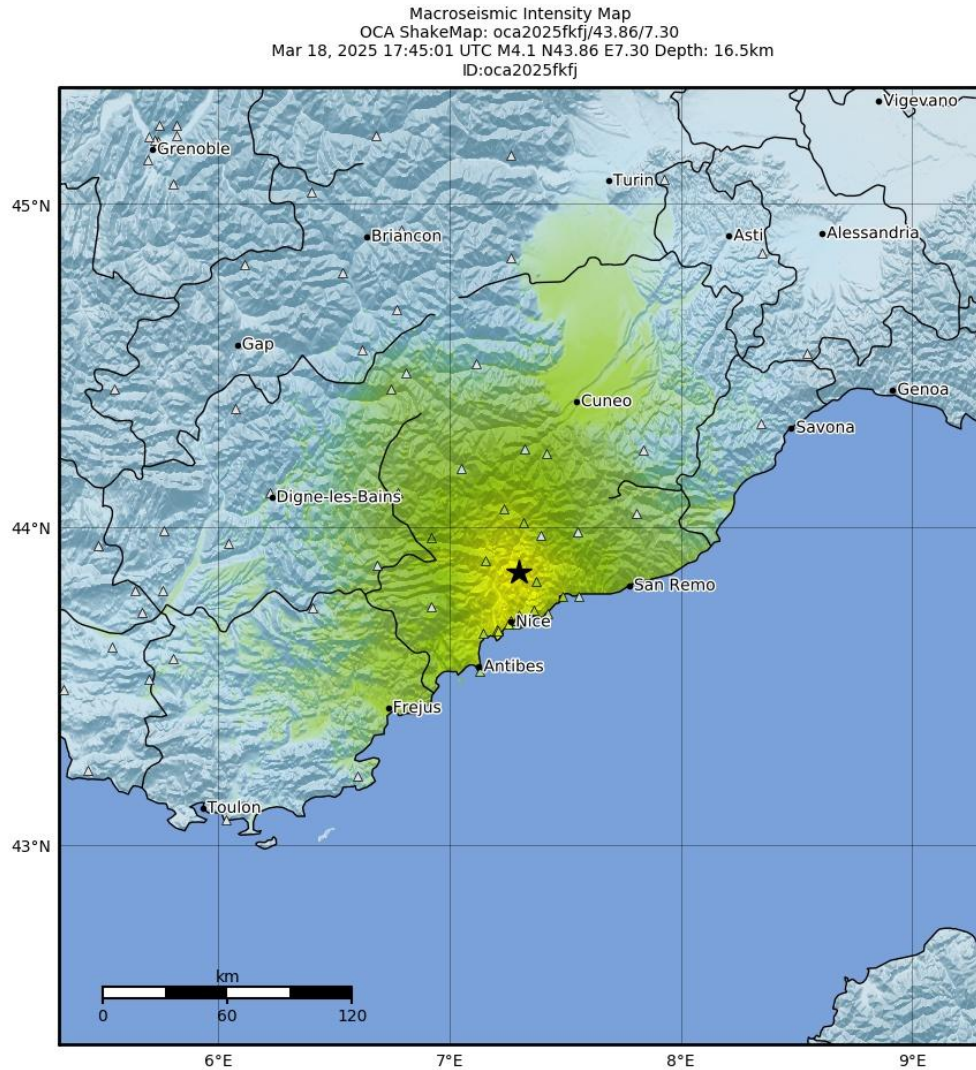 Macroseismic Intensity Map
OCA ShakeMap: oca2025fkfj/43.86/7.30
Mar 18, 2025 17:45:01 UTC M4.1 N43.86 E7.30 Depth: 16.5km
ID:oca2025fkfj
Vigevano
Grenoble
Turin
45°N
Briancon
Asti
Alessandria
Gap
Cuneo
Genoa
Savona
Digne-les-Bains
44°N
San Remo
Nice
Antibes
Frejus
Toulon
43°N
km
0 60 120
6°E 7°E 8°E 9°E